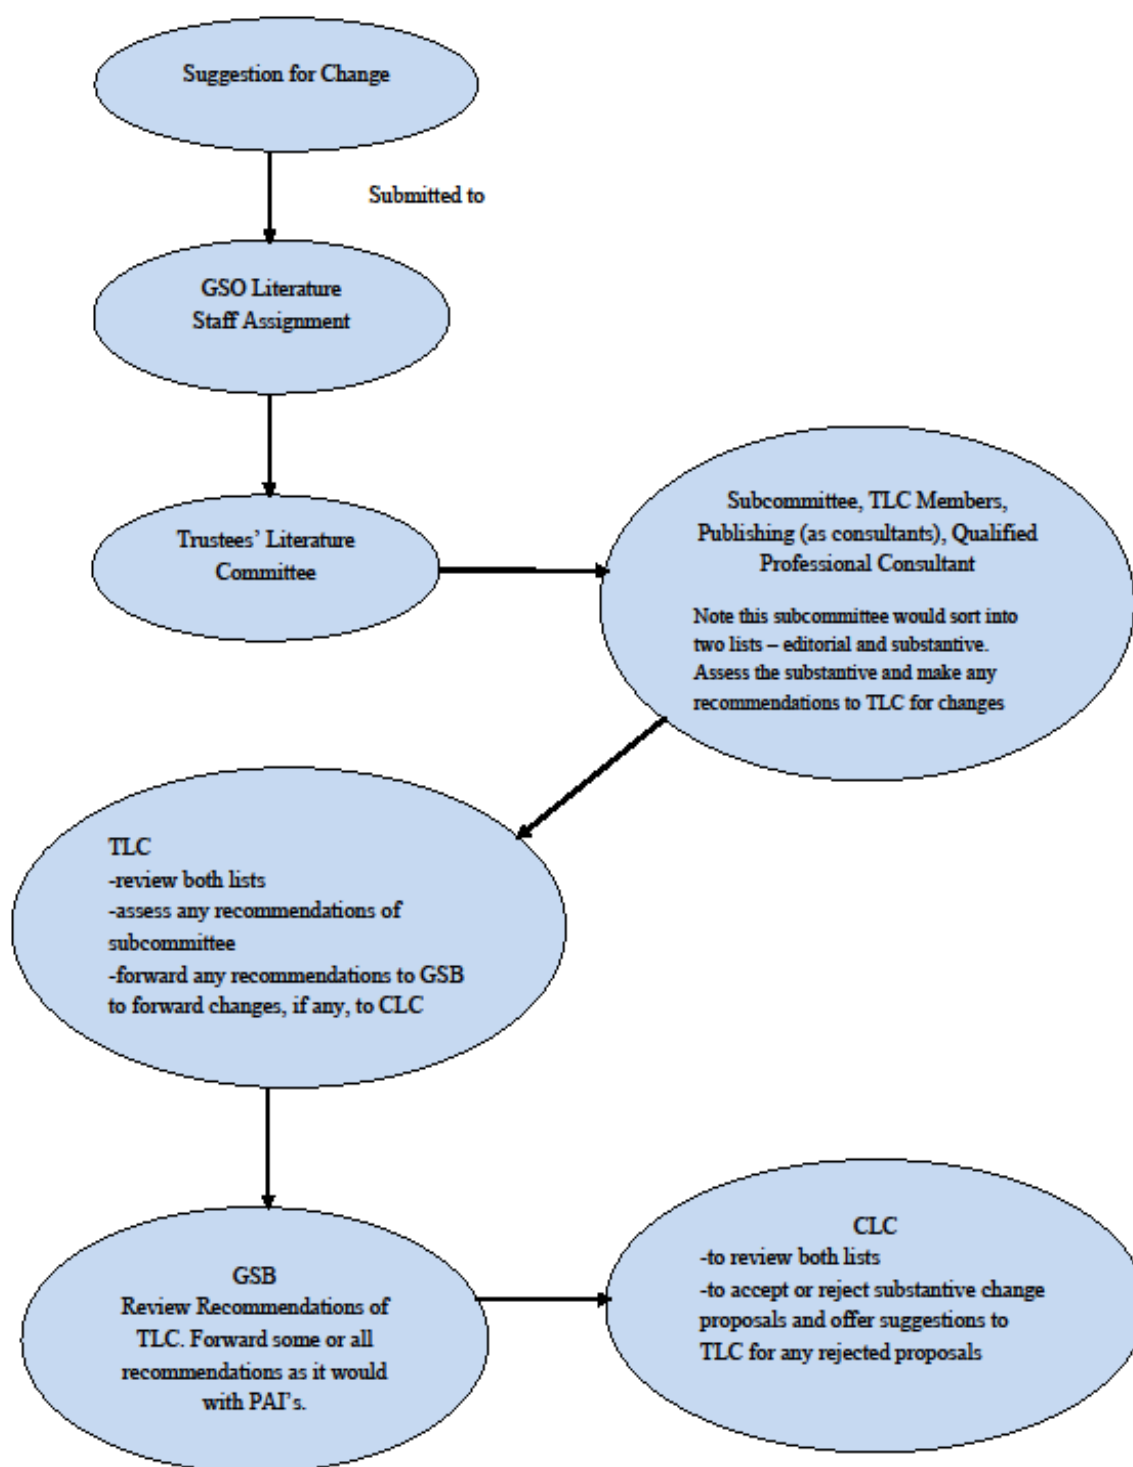 Suggestion for Change
Submitted to
GSO Literature
Staff Assignment
Trustees’ Literature
Committee
Subcommittee, TLC Members,
Publishing (as consultants), Qualified
Professional Consultant
Note this subcommittee would sort into
two lists – editorial and substantive.
Assess the substantive and make any
recommendations to TLC for changes
TLC
-review both lists
-assess any recommendations of
subcommittee
-forward any recommendations to GSB
to forward changes, if any, to CLC
GSB
Review Recommendations of
TLC. Forward some or all
recommendations as it would
with PAI’s.
CLC
-to review both lists
-to accept or reject substantive change
proposals and offer suggestions to
TLC for any rejected proposals